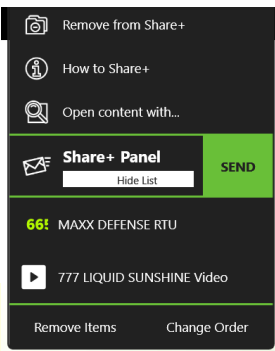 Remove from Share+
How to Share+
Open content with...
Share+ Panel
SEND
Hide List
665 MAXX DEFENSE RTU
777 LIQUID SUNSHINE Video
Remove Items
Change Order